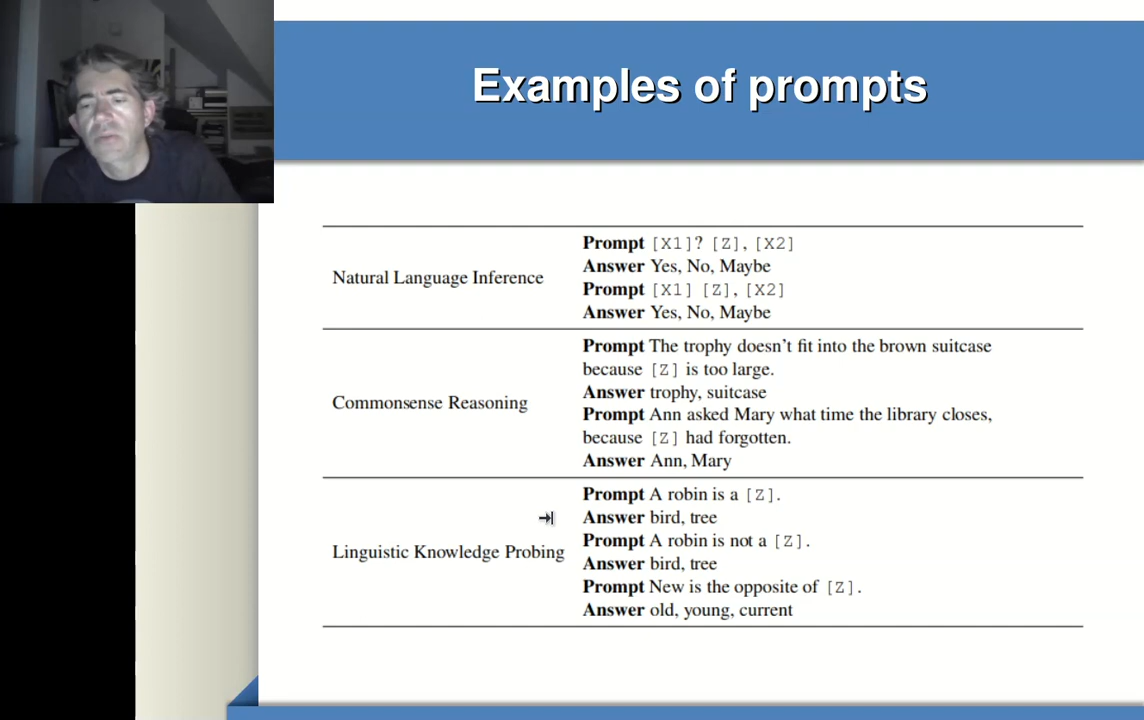 Examples of prompts
Natural Language Inference
Prompt [X1]? [Z], [X2]
Answer Yes, No, Maybe
Prompt [X1] [Z], [X2]
Answer Yes, No, Maybe
Commonsense Reasoning
Prompt The trophy doesn't fit into the brown suitcase
because [Z] is too large.
Answer trophy, suitcase
Prompt Ann asked Mary what time the library closes,
because [Z] had forgotten.
Answer Ann, Mary
Linguistic Knowledge Probing
Prompt A robin is a [Z].
Answer bird, tree
Prompt A robin is not a [Z].
Answer bird, tree
Prompt New is the opposite of [Z].
Answer old, young, current